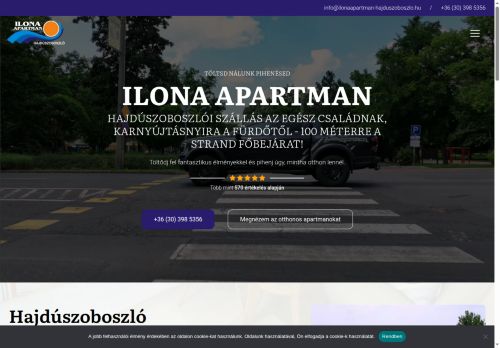 info@ilonaapartman-hajduszoboszlo.hu / +36 (30) 398 5356
ILONA
APARTMAN
HAJDÚSZOBOSZLÓ
TÖLTSD NÁLUNK PIHENÉSED
ILONA APARTMAN
HAJDÚSZOBOSZLÓI SZÁLLÁS AZ EGÉSZ CSALÁDNAK,
KARNYÚJTÁSNYIRA A FÜRDŐTŐL - 100 MÉTERRE A
STRAND FŐBEJÁRAT!
Töltődj fel fantasztikus élményekkel és pihenj úgy, mintha otthon lennél.
Több mint 570 értékelés alapján
+36 (30) 398 5356
Megnézem az otthonos apartmanokat
Hajdúszoboszló
A jobb felhasználói élmény érdekében az oldalon cookie-kat használunk. Oldalunk használatával, Ön elfogadja a cookie-k használatát. Rendben